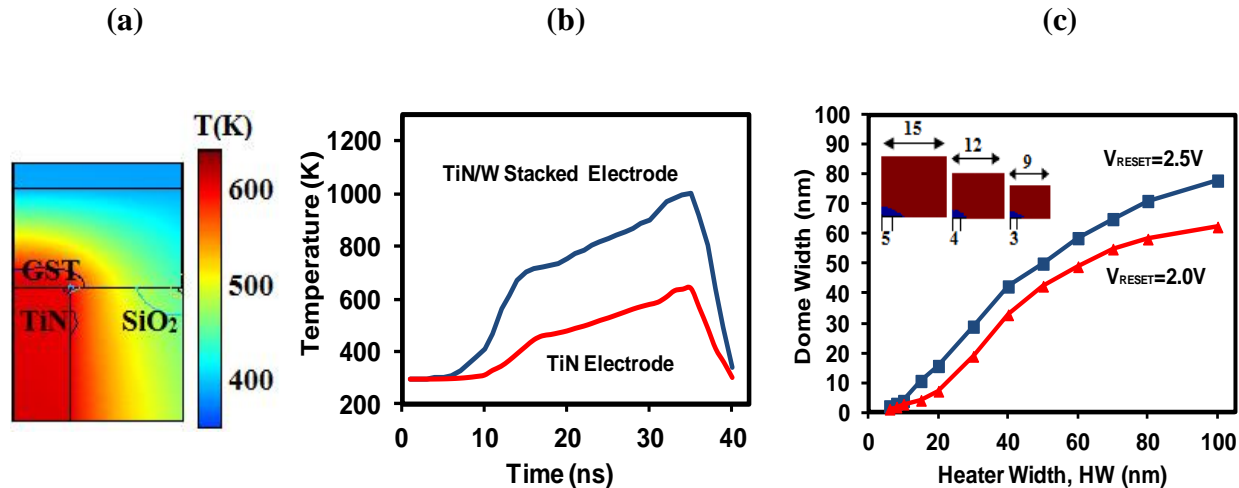 (a)
(b)
(c)
T(K)
600
500
400
GST
TiN
SiO₂
1200
1000
800
600
400
200
Temperature (K)
TiN/W Stacked Electrode
TiN Electrode
0
10
20
30
40
Time (ns)
100
90
80
70
60
50
40
30
20
10
0
Dome Width (nm)
15
12
9
5
4
3
VRESET=2.5V
VRESET=2.0V
0
20
40
60
80
100
Heater Width, HW (nm)